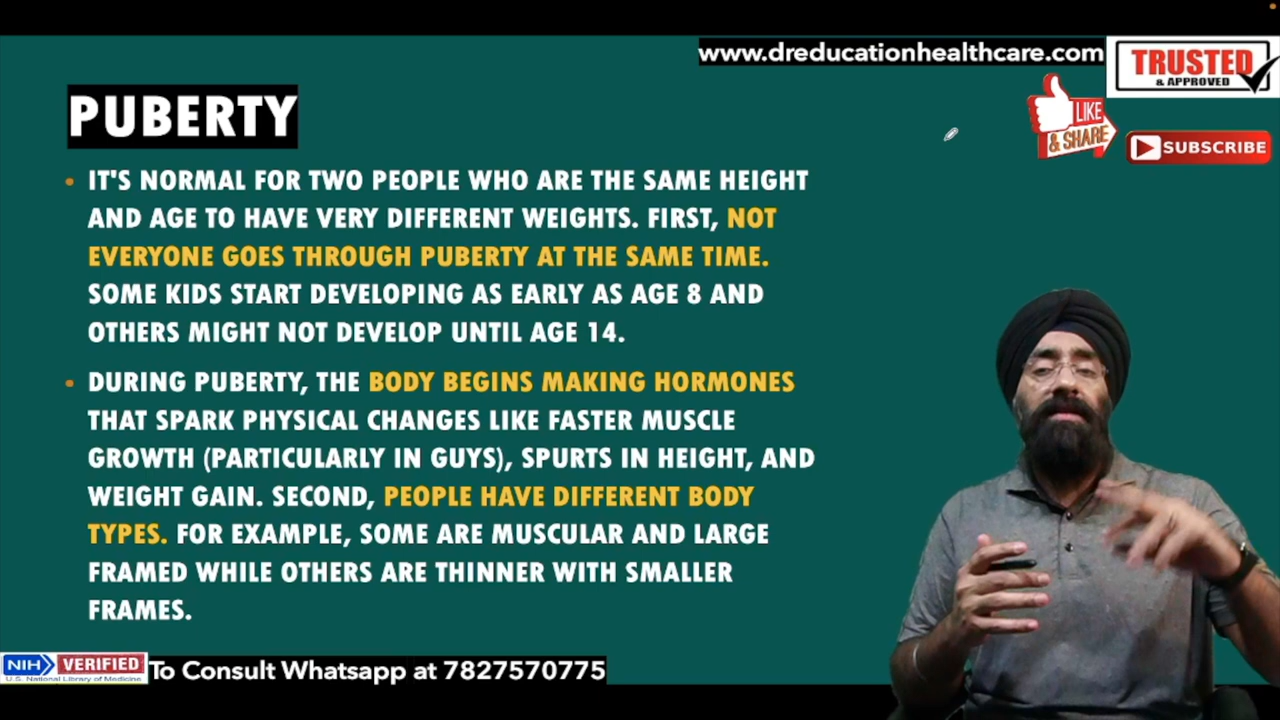 www.dreducationhealthcare.com
TRUSTED
& APPROVED
LIKE
& SHARE
SUBSCRIBE
PUBERTY
• IT'S NORMAL FOR TWO PEOPLE WHO ARE THE SAME HEIGHT
AND AGE TO HAVE VERY DIFFERENT WEIGHTS. FIRST, NOT
EVERYONE GOES THROUGH PUBERTY AT THE SAME TIME.
SOME KIDS START DEVELOPING AS EARLY AS AGE 8 AND
OTHERS MIGHT NOT DEVELOP UNTIL AGE 14.
• DURING PUBERTY, THE BODY BEGINS MAKING HORMONES
THAT SPARK PHYSICAL CHANGES LIKE FASTER MUSCLE
GROWTH (PARTICULARLY IN GUYS), SPURTS IN HEIGHT, AND
WEIGHT GAIN. SECOND, PEOPLE HAVE DIFFERENT BODY
TYPES. FOR EXAMPLE, SOME ARE MUSCULAR AND LARGE
FRAMED WHILE OTHERS ARE THINNER WITH SMALLER
FRAMES.
NIH VERIFIED
U.S. National Library of Medicine
To Consult Whatsapp at 7827570775